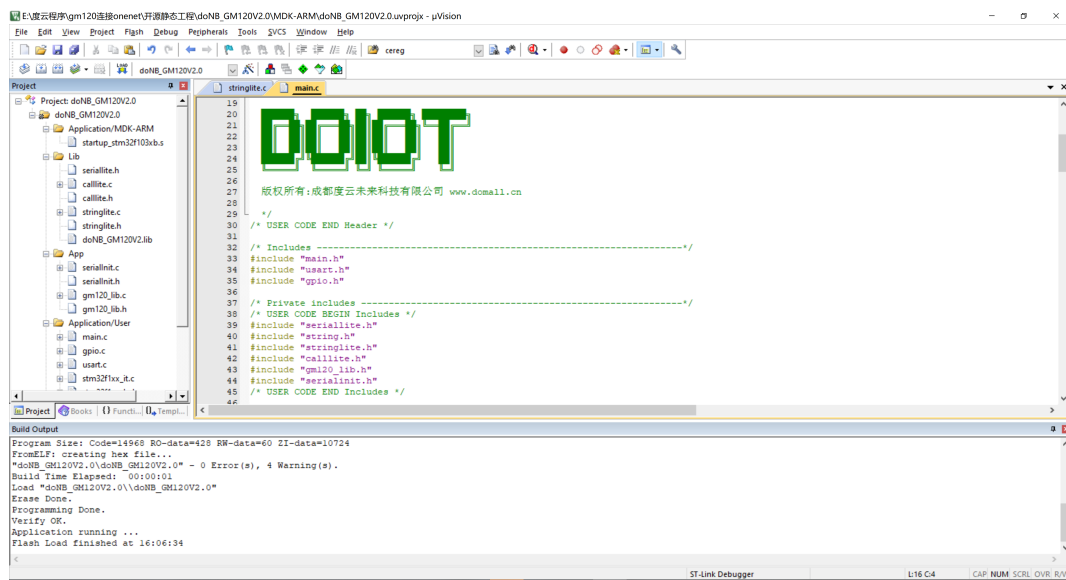 E:\度云程序\gm120连接onenet\开源静态工程\doNB_GM120V2.0\MDK-ARM\doNB_GM120V2.0.uvprojx - µVision
File Edit View Project Flash Debug Peripherals Tools SVCS Window Help
cereg
LOAD doNB_GM120V2.0
Project
stringlite.c main.c
Project: doNB_GM120V2.0
doNB_GM120V2.0
Application/MDK-ARM
startup_stm32f103xb.s
Lib
seriallite.h
calllite.c
calllite.h
stringlite.c
stringlite.h
doNB_GM120V2.lib
App
serialInit.c
serialInit.h
gm120_lib.c
gm120_lib.h
Application/User
main.c
gpio.c
usart.c
stm32f1xx_it.c
19
20
21
22
23
24
25
26
27 版权所有:成都度云未来科技有限公司 www.domall.cn
28
29 */
30 /* USER CODE END Header */
31
32 /* Includes ------------------------------------------------------------------*/
33 #include "main.h"
34 #include "usart.h"
35 #include "gpio.h"
36
37 /* Private includes ----------------------------------------------------------*/
38 /* USER CODE BEGIN Includes */
39 #include "seriallite.h"
40 #include "string.h"
41 #include "stringlite.h"
42 #include "calllite.h"
43 #include "gm120_lib.h"
44 #include "serialinit.h"
45 /* USER CODE END Includes */
46
DOIOT
Project Books {} Functi... Templ...
Build Output
Program Size: Code=14968 RO-data=428 RW-data=60 ZI-data=10724
FromELF: creating hex file...
"doNB_GM120V2.0\doNB_GM120V2.0" - 0 Error(s), 4 Warning(s).
Build Time Elapsed:  00:00:01
Load "doNB_GM120V2.0\\doNB_GM120V2.0"
Erase Done.
Programming Done.
Verify OK.
Application running ...
Flash Load finished at 16:06:34
ST-Link Debugger L:16 C:4 CAP NUM SCRL OVR R/W